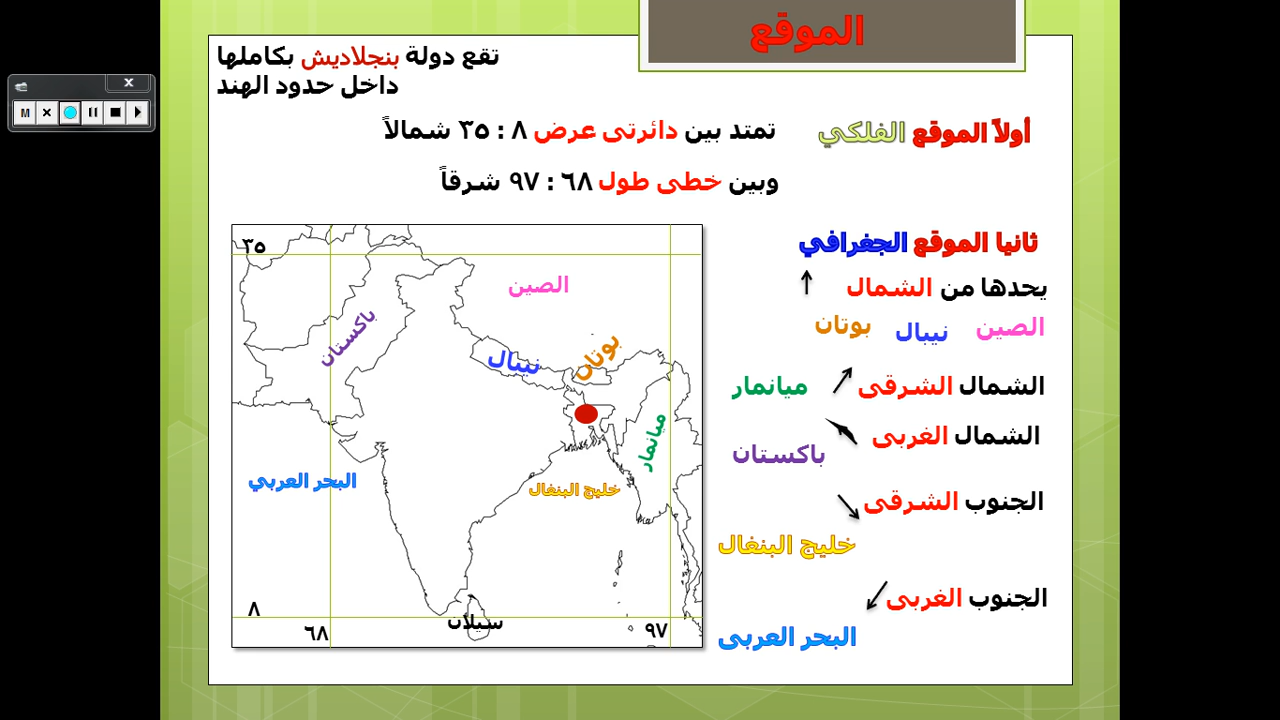 الموقع
تقع دولة بنجلاديش بكاملها
داخل حدود الهند
أولاً الموقع الفلكي
تمتد بين دائرتى عرض ٨ : ٣٥ شمالاً
وبين خطى طول ٦٨ : ٩٧ شرقاً
ثانيا الموقع الجغرافي
يحدها من الشمال
الصين نيبال بوتان
الشمال الشرقى ميانمار
الشمال الغربى
باكستان
الجنوب الشرقى
خليج البنغال
الجنوب الغربى
البحر العربى
٣٥
الصين
باكستان
نيبال
بوتان
ميانمار
البحر العربي
خليج البنغال
٨
سيلان
٦٨
٩٧
M